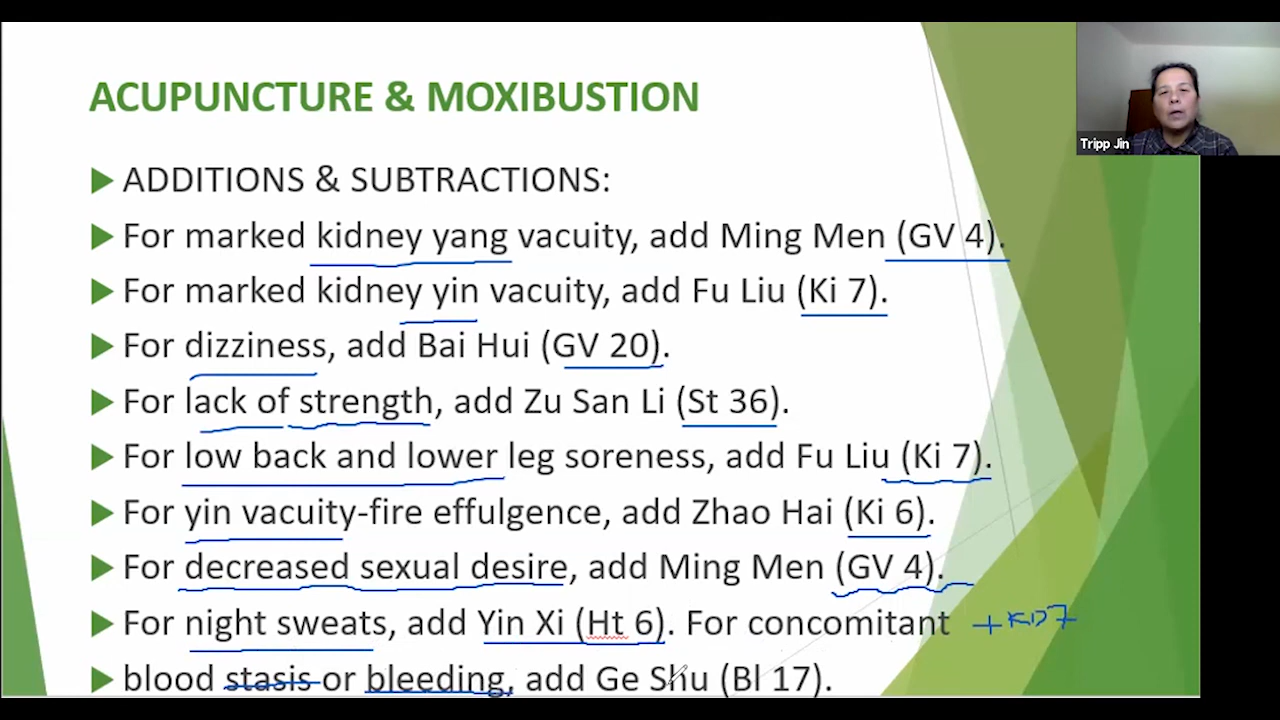 ACUPUNCTURE & MOXIBUSTION
Tripp Jin
ADDITIONS & SUBTRACTIONS:
For marked kidney yang vacuity, add Ming Men (GV 4).
For marked kidney yin vacuity, add Fu Liu (Ki 7).
For dizziness, add Bai Hui (GV 20).
For lack of strength, add Zu San Li (St 36).
For low back and lower leg soreness, add Fu Liu (Ki 7).
For yin vacuity-fire effulgence, add Zhao Hai (Ki 6).
For decreased sexual desire, add Ming Men (GV 4).
For night sweats, add Yin Xi (Ht 6). For concomitant + KD7
blood stasis or bleeding, add Ge Shu (Bl 17).